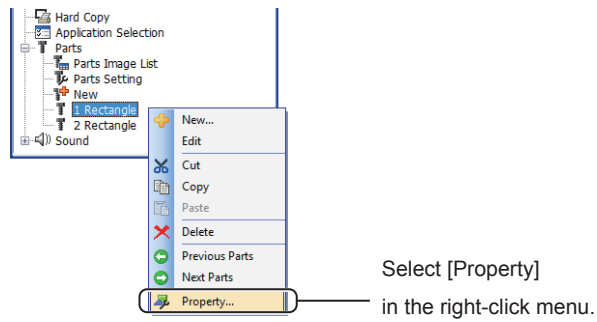 Hard Copy
Application Selection
Parts
Parts Image List
Parts Setting
New
1 Rectangle
2 Rectangle
Sound
New...
Edit
Cut
Copy
Paste
Delete
Previous Parts
Next Parts
Property...
Select [Property]
in the right-click menu.